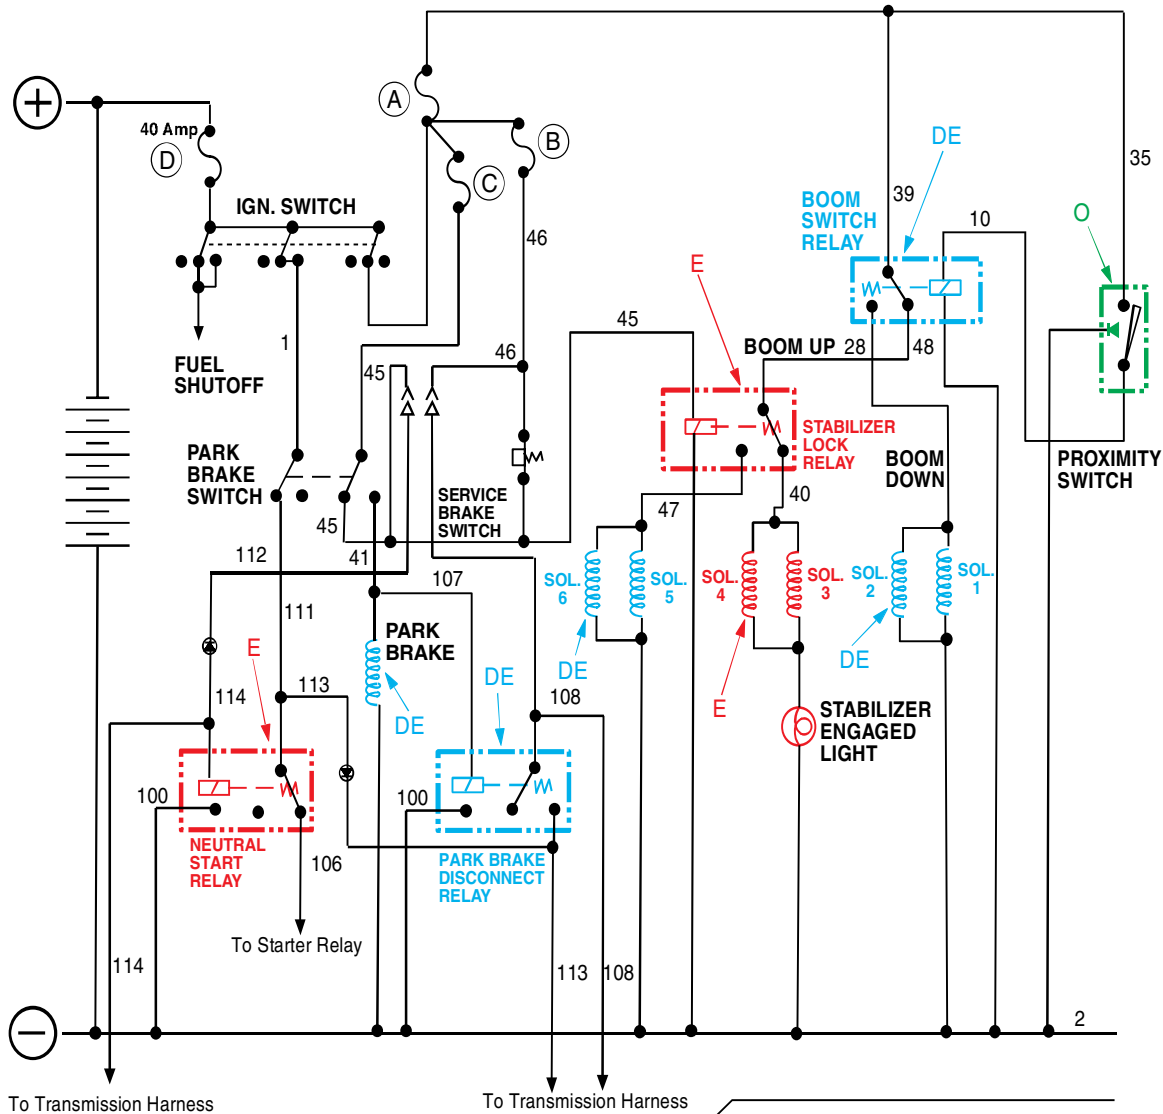 +
40 Amp
D
A
B
C
IGN. SWITCH
FUEL
SHUTOFF
1
46
46
45
45
DE
BOOM
SWITCH
RELAY
39
10
35
O
E
45
BOOM UP
28
48
STABILIZER
LOCK
RELAY
BOOM
DOWN
PROXIMITY
SWITCH
PARK
BRAKE
SWITCH
SERVICE
BRAKE
SWITCH
47
40
112
41
107
111
SOL.
6
SOL.
5
SOL.
4
SOL.
3
SOL.
2
SOL.
1
DE
E
DE
PARK
BRAKE
DE
E
113
114
DE
108
STABILIZER
ENGAGED
LIGHT
100
100
NEUTRAL
START
RELAY
106
PARK BRAKE
DISCONNECT
RELAY
To Starter Relay
114
113
108
2
−
To Transmission Harness
To Transmission Harness